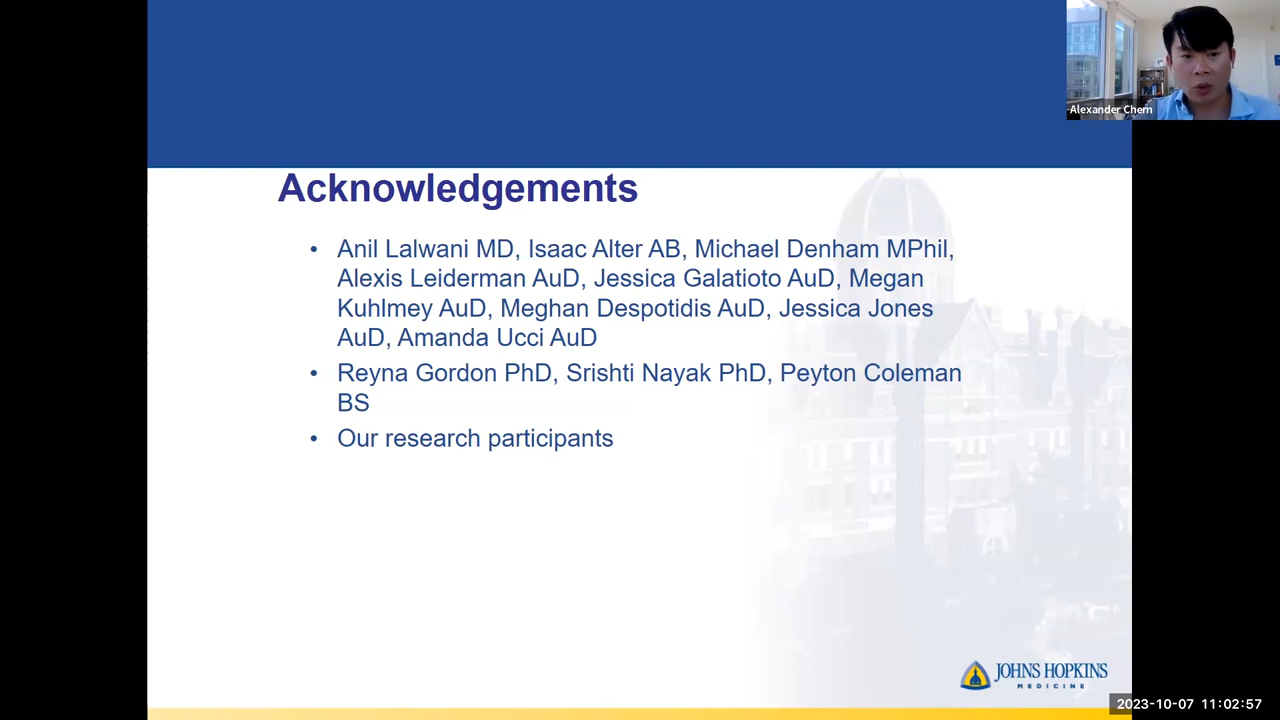 Alexander Chern
Acknowledgements
• Anil Lalwani MD, Isaac Alter AB, Michael Denham MPhil,
Alexis Leiderman AuD, Jessica Galatioto AuD, Megan
Kuhlmey AuD, Meghan Despotidis AuD, Jessica Jones
AuD, Amanda Ucci AuD
• Reyna Gordon PhD, Srishti Nayak PhD, Peyton Coleman
BS
• Our research participants
JOHNS HOPKINS
MEDICINE
2023-10-07 11:02:57